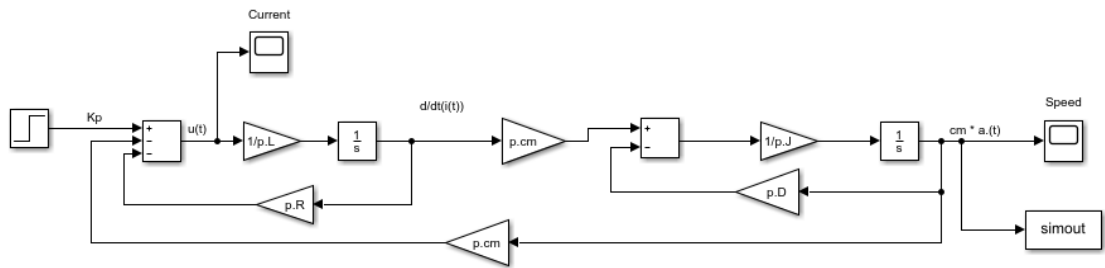 Current
Kp
u(t)
d/dt(i(t))
cm * a.(t)
Speed
+
−
−
1/p.L
1
s
p.cm
+
−
1/p.J
1
s
p.R
p.D
p.cm
simout